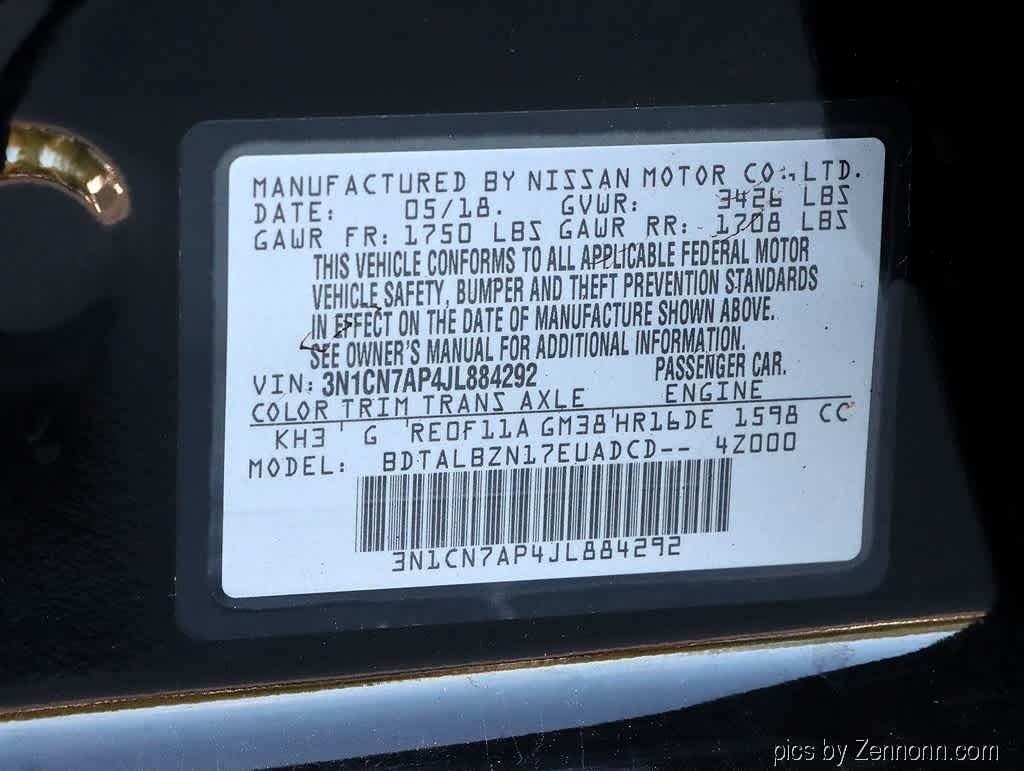 MANUFACTURED BY NISSAN MOTOR CO., LTD.
DATE: 05/18. GVWR: 3426 LBS
GAWR FR: 1750 LBS GAWR RR: 1708 LBS
THIS VEHICLE CONFORMS TO ALL APPLICABLE FEDERAL MOTOR
VEHICLE SAFETY, BUMPER AND THEFT PREVENTION STANDARDS
IN EFFECT ON THE DATE OF MANUFACTURE SHOWN ABOVE.
SEE OWNER'S MANUAL FOR ADDITIONAL INFORMATION.
VIN: 3N1CN7AP4JL884292 PASSENGER CAR.
COLOR TRIM TRANS AXLE ENGINE
KH3 G RE0F11A GM38 HR16DE 1598 CC
MODEL: BDTALBZN17EUADCD-- 4Z000
3N1CN7AP4JL884292
pics by Zennonn.com